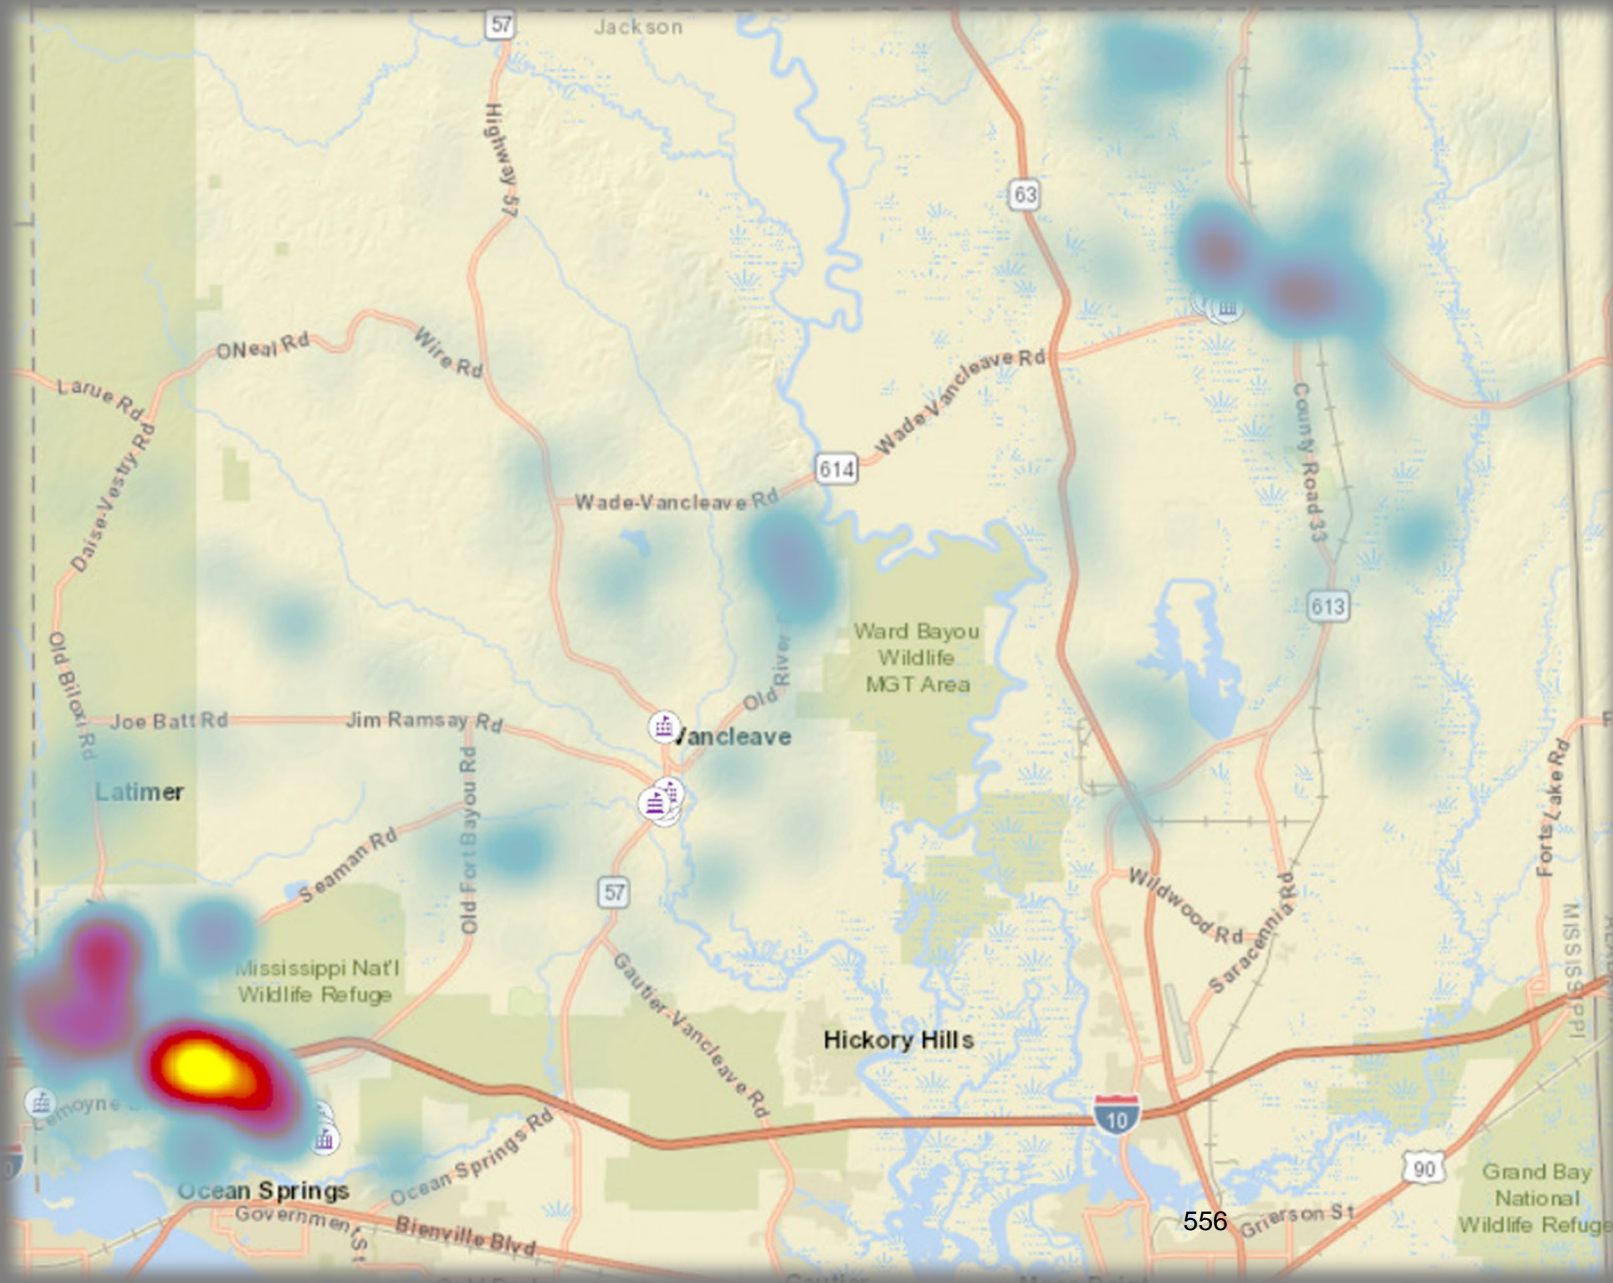 57
Jackson
Highway 57
63
ONeal Rd
Wire Rd
Wade-Vancleave Rd
Larue Rd
Daise-Vestry Rd
County Road 33
614
Wade-Vancleave Rd
613
Ward Bayou
Wildlife
MGT Area
Old Biloxi Rd
Old River
Joe Batt Rd
Jim Ramsay Rd
Vancleave
Latimer
Old Fort Bayou Rd
Seaman Rd
Forts Lake Rd
57
Wildwood Rd
Saracennia Rd
MISSISSIPPI
Mississippi Nat'l
Wildlife Refuge
Gautier-Vancleave Rd
Hickory Hills
Lemoyne
10
Ocean Springs Rd
90
Grand Bay
National
Wildlife Refuge
Ocean Springs
Government St
Bienville Blvd
556
Grierson St
Gautier